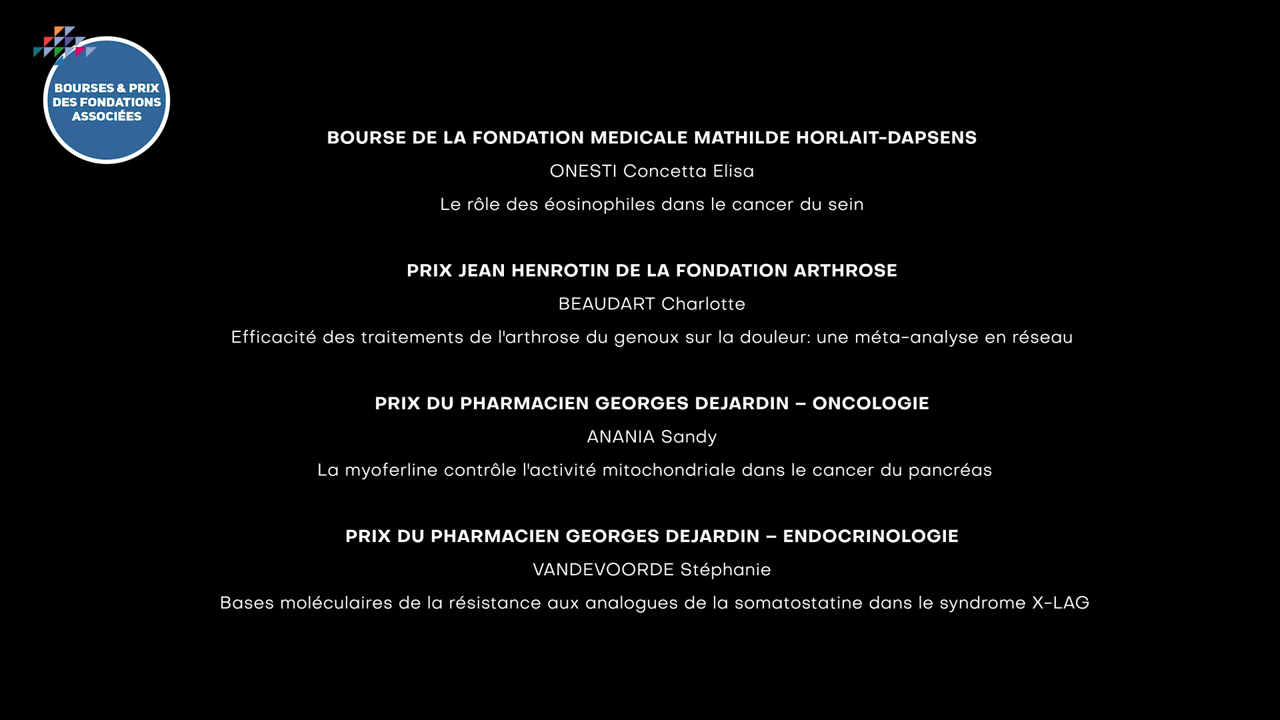 BOURSES & PRIX
DES FONDATIONS
ASSOCIÉES
BOURSE DE LA FONDATION MEDICALE MATHILDE HORLAIT-DAPSENS
ONESTI Concetta Elisa
Le rôle des éosinophiles dans le cancer du sein
PRIX JEAN HENROTIN DE LA FONDATION ARTHROSE
BEAUDART Charlotte
Efficacité des traitements de l'arthrose du genoux sur la douleur: une méta-analyse en réseau
PRIX DU PHARMACIEN GEORGES DEJARDIN – ONCOLOGIE
ANANIA Sandy
La myoferline contrôle l'activité mitochondriale dans le cancer du pancréas
PRIX DU PHARMACIEN GEORGES DEJARDIN – ENDOCRINOLOGIE
VANDEVOORDE Stéphanie
Bases moléculaires de la résistance aux analogues de la somatostatine dans le syndrome X-LAG